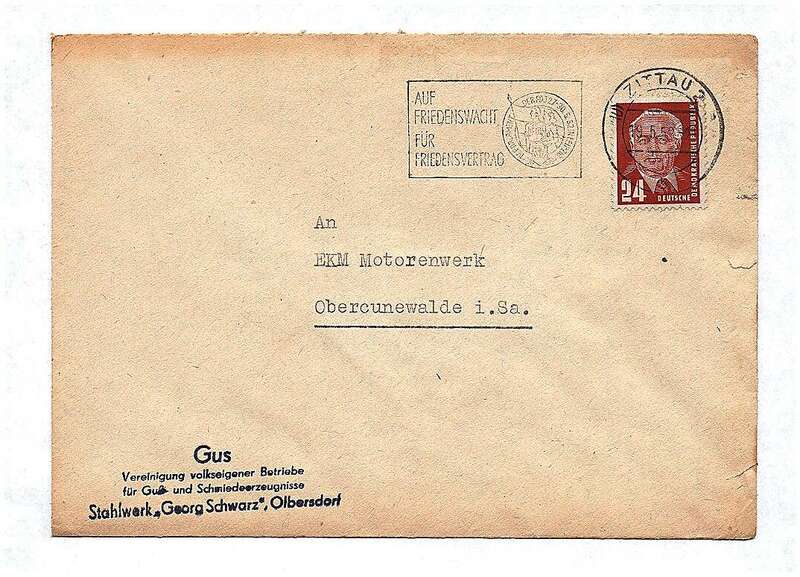 AUF
FRIEDENSWACHT
FÜR
FRIEDENSVERTRAG
ZITTAU 2
24
DEUTSCHE
DEMOKRATISCHE REPUBLIK
An
EKM Motorenwerk
Obercunewalde i.Sa.
Gus
Vereinigung volkseigener Betriebe
für Guß- und Schmiedeerzeugnisse
Stahlwerk „Georg Schwarz“, Olbersdorf